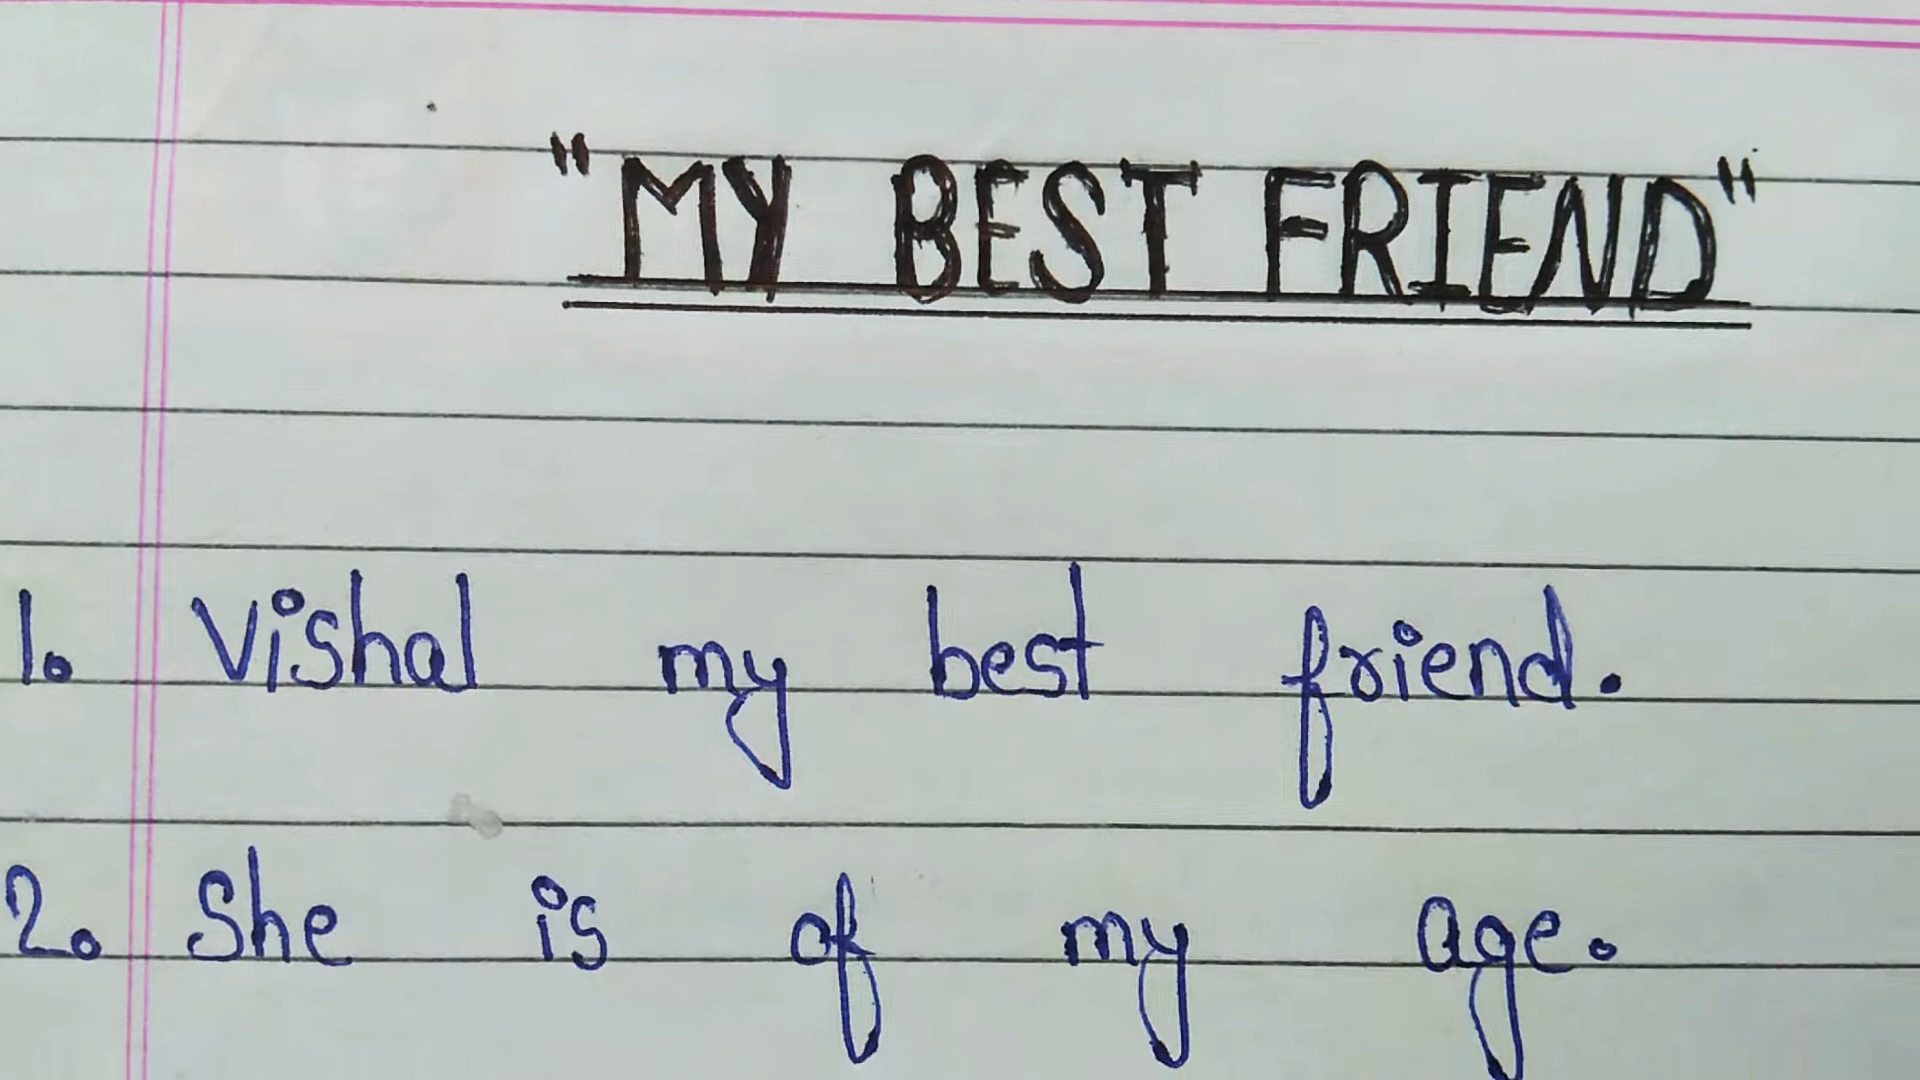 "MY BEST FRIEND"
1. Vishal my best friend.
2. She is of my age.